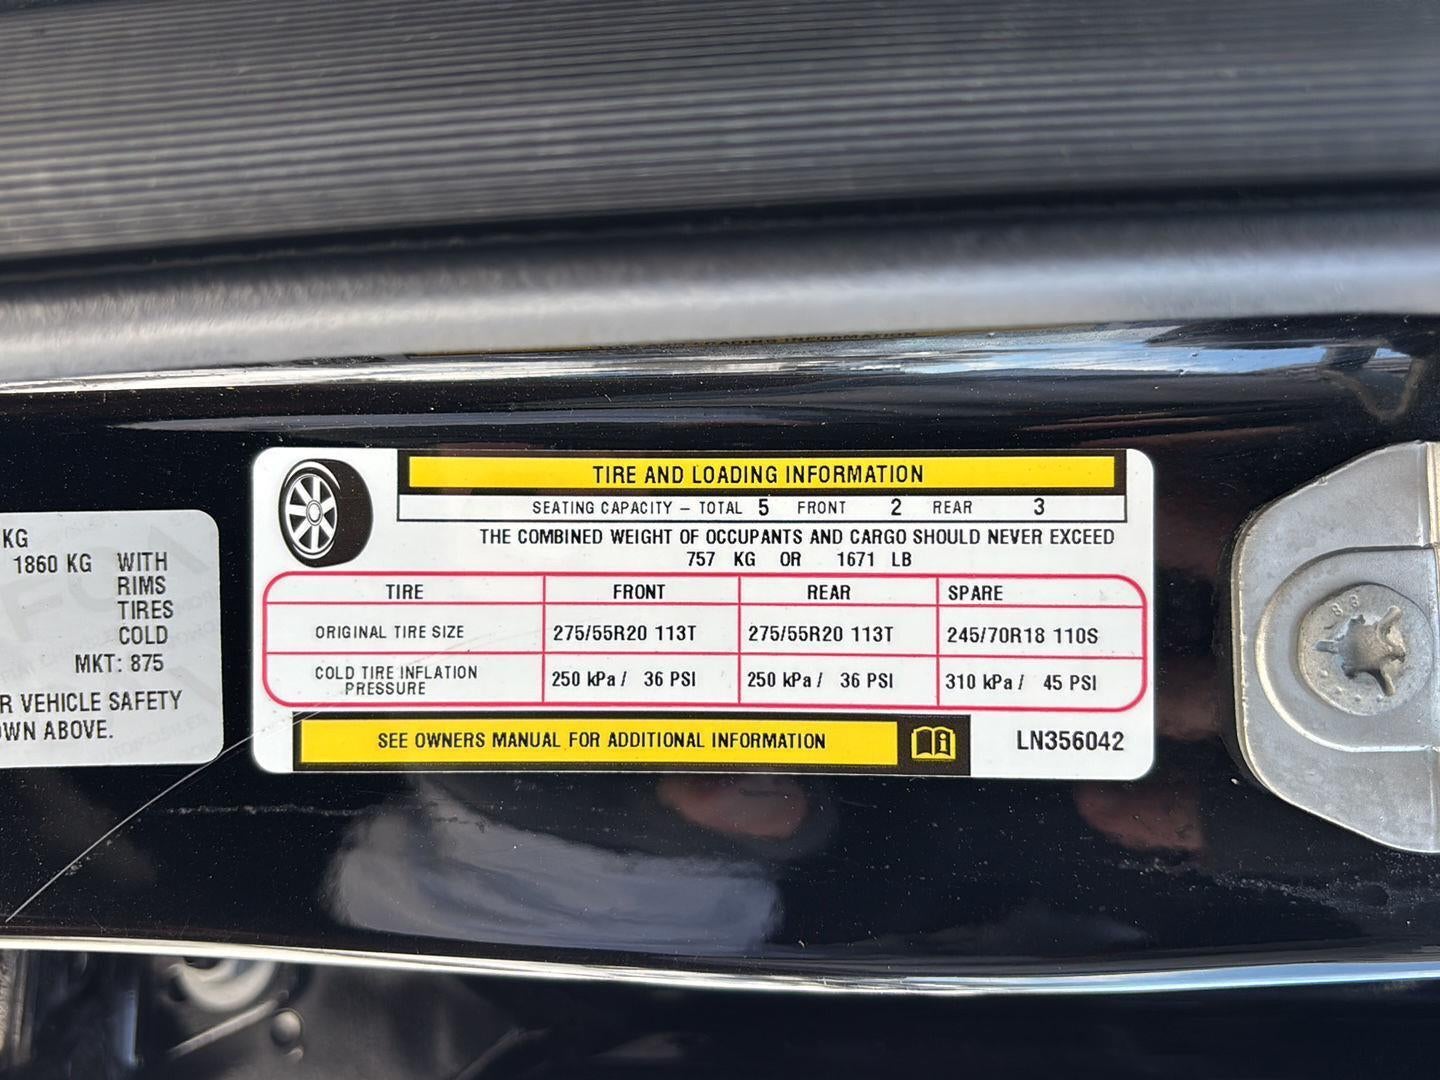 TIRE AND LOADING INFORMATION
SEATING CAPACITY – TOTAL 5 FRONT 2 REAR 3
THE COMBINED WEIGHT OF OCCUPANTS AND CARGO SHOULD NEVER EXCEED
757 KG OR 1671 LB
TIRE FRONT REAR SPARE
ORIGINAL TIRE SIZE 275/55R20 113T 275/55R20 113T 245/70R18 110S
COLD TIRE INFLATION
PRESSURE 250 kPa / 36 PSI 250 kPa / 36 PSI 310 kPa / 45 PSI
SEE OWNERS MANUAL FOR ADDITIONAL INFORMATION
LN356042
KG
1860 KG WITH
RIMS
TIRES
COLD
MKT: 875
R VEHICLE SAFETY
OWN ABOVE.